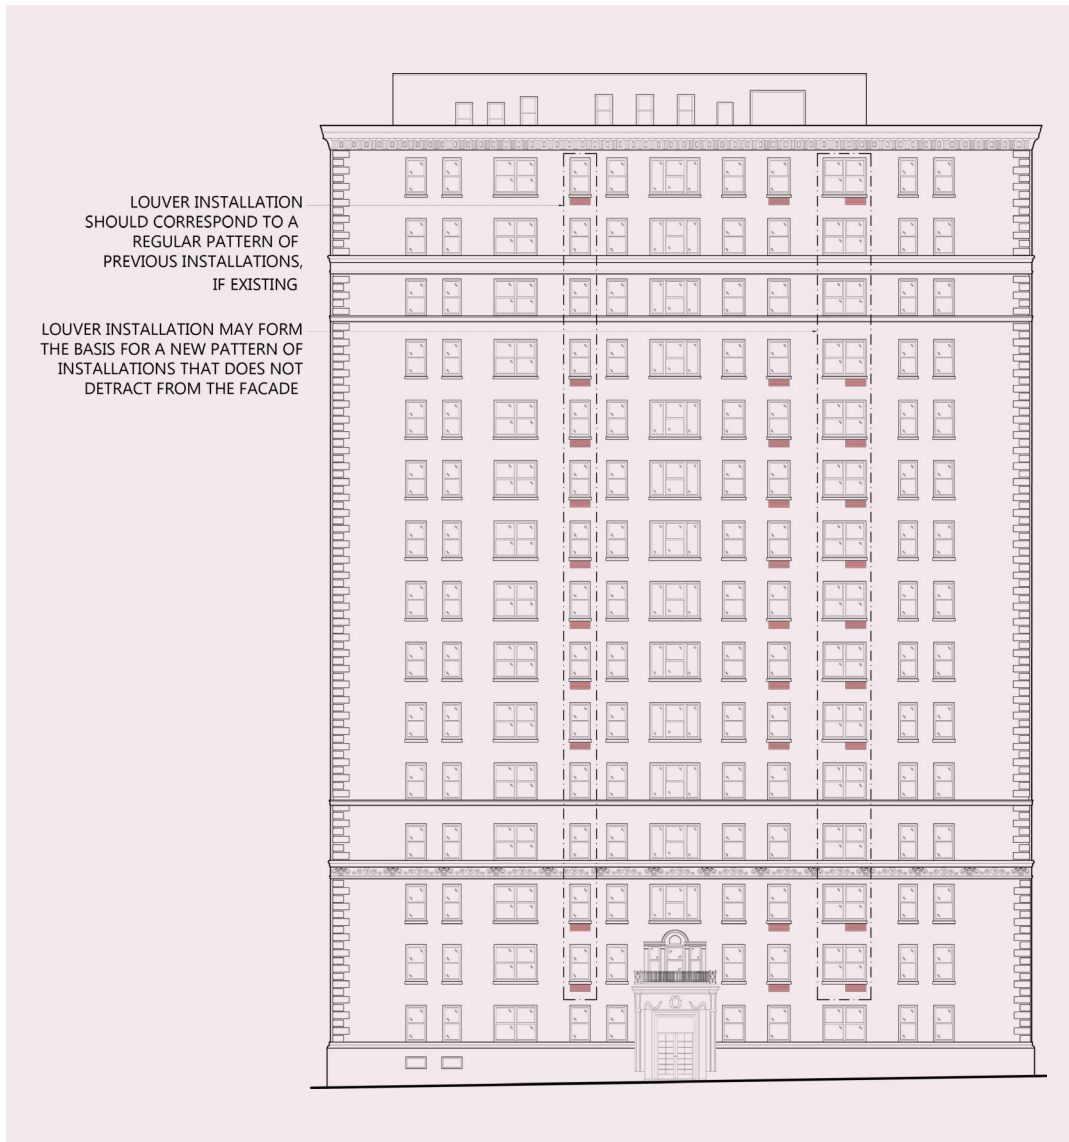 LOUVER INSTALLATION
SHOULD CORRESPOND TO A
REGULAR PATTERN OF
PREVIOUS INSTALLATIONS,
IF EXISTING
LOUVER INSTALLATION MAY FORM
THE BASIS FOR A NEW PATTERN OF
INSTALLATIONS THAT DOES NOT
DETRACT FROM THE FACADE